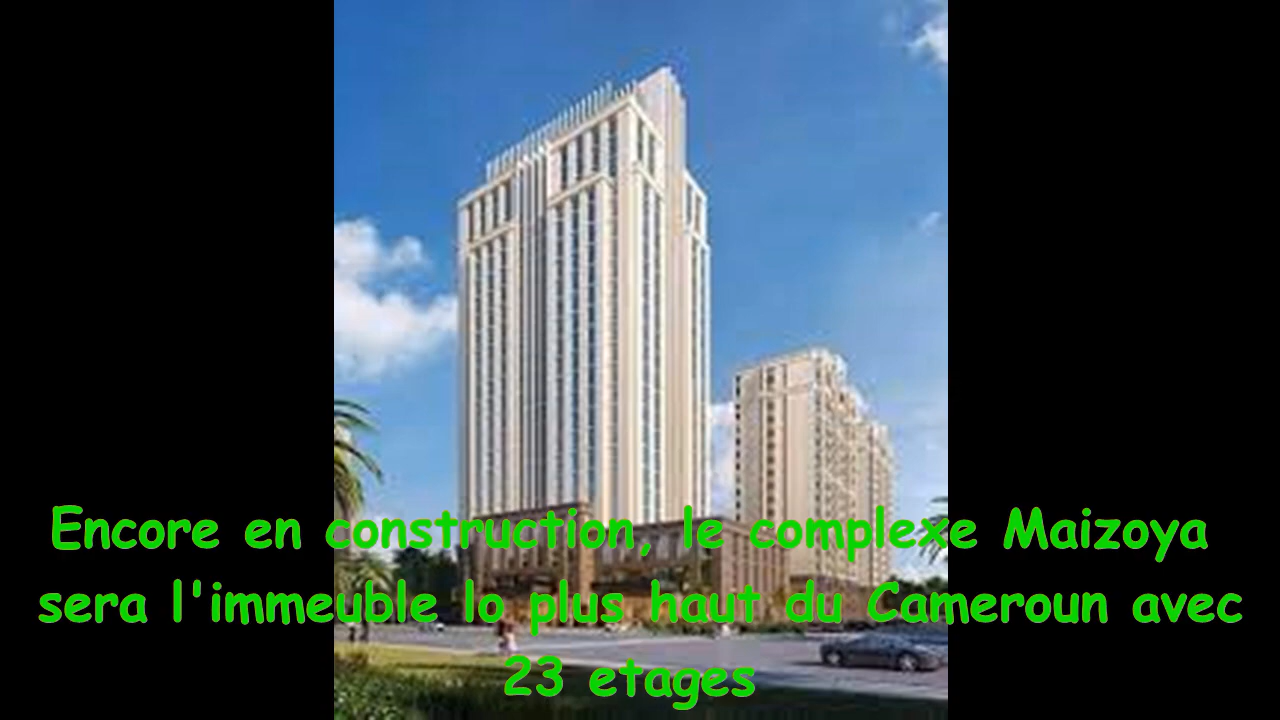 Encore en construction, le complexe Maizoya
sera l'immeuble lo plus haut du Cameroun avec
23 etages